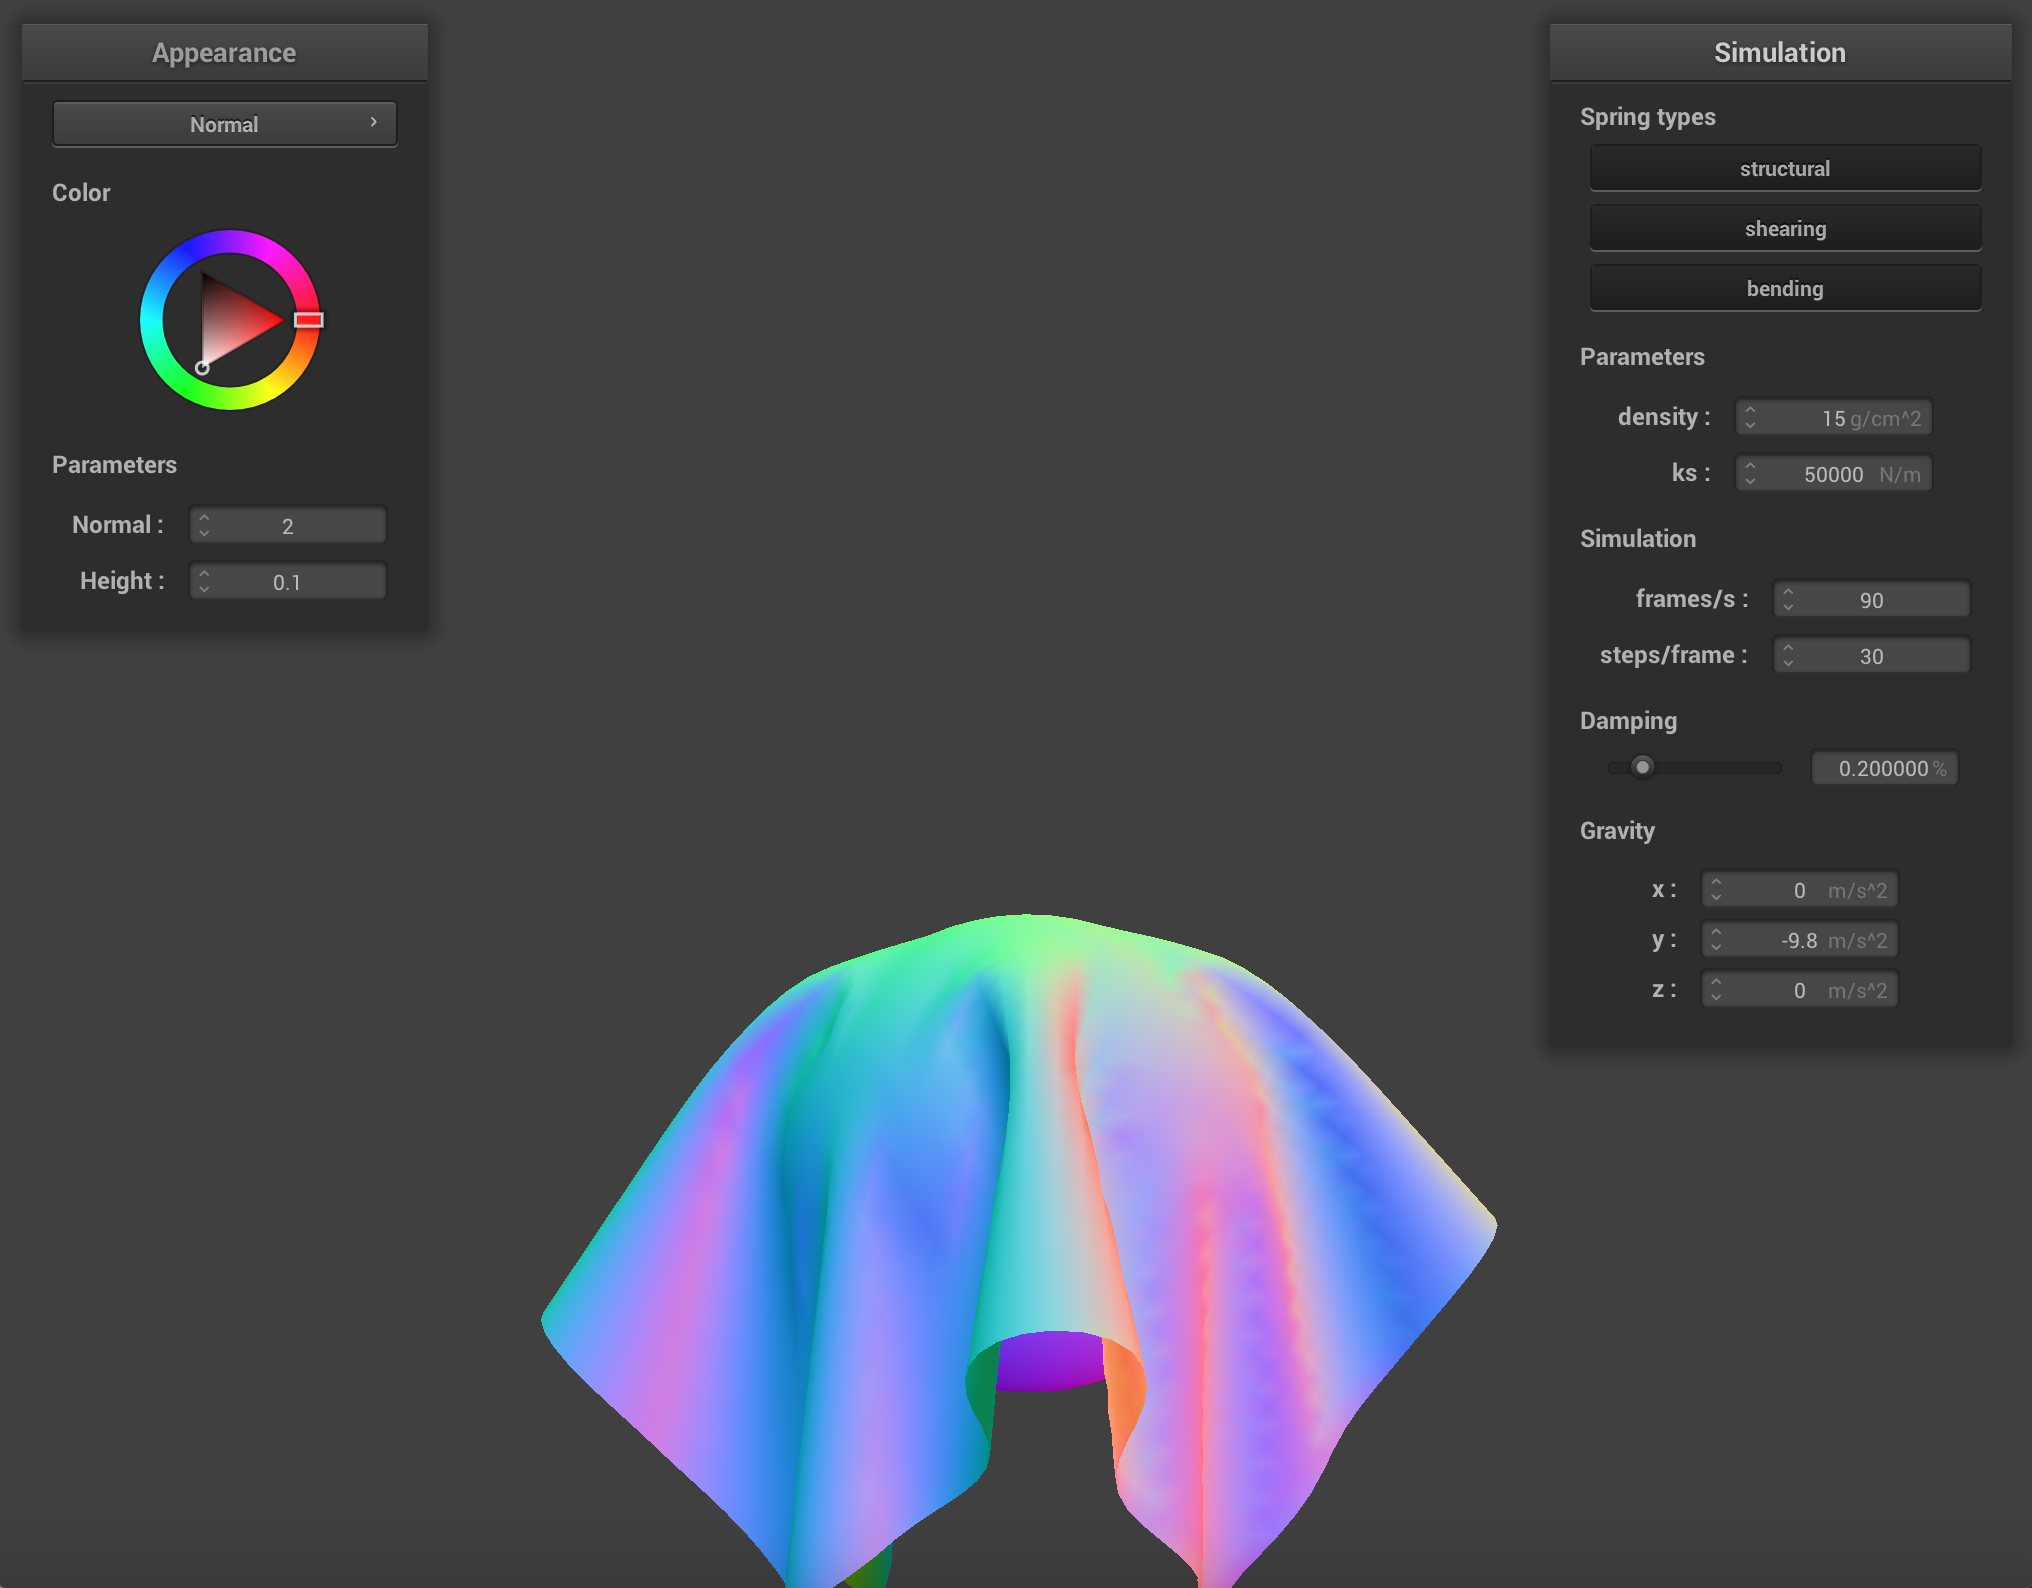 Appearance
Normal
Color
Parameters
Normal : 2
Height : 0.1
Simulation
Spring types
structural
shearing
bending
Parameters
density : 15 g/cm^2
ks : 50000 N/m
Simulation
frames/s : 90
steps/frame : 30
Damping
0.200000 %
Gravity
x : 0 m/s^2
y : -9.8 m/s^2
z : 0 m/s^2